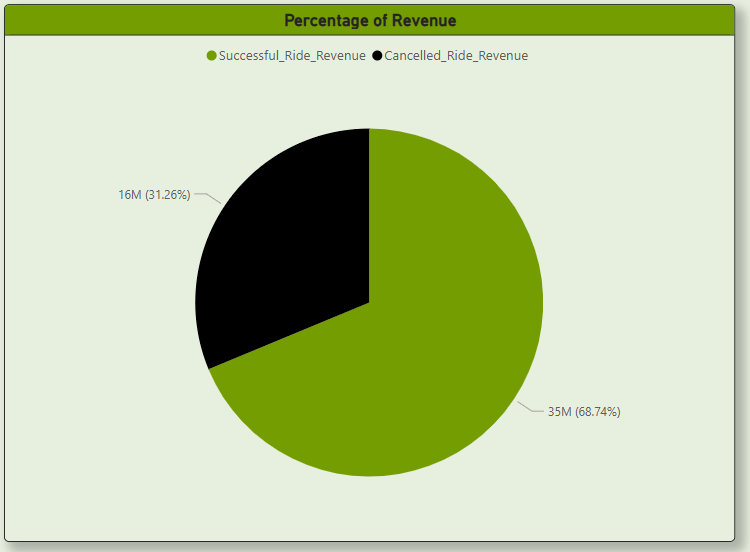 Percentage of Revenue
Successful_Ride_Revenue Cancelled_Ride_Revenue
16M (31.26%)
35M (68.74%)